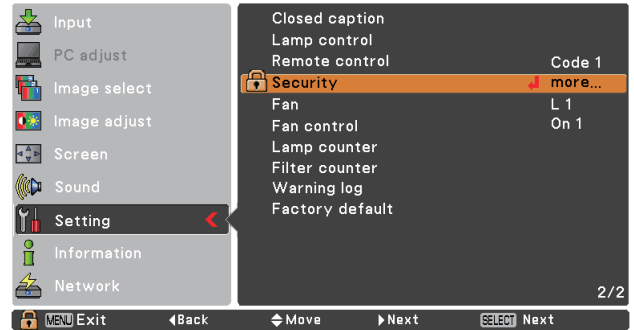 Input
PC adjust
Image select
Image adjust
Screen
Sound
Setting
Information
Network
Closed caption
Lamp control
Remote control Code 1
Security more...
Fan L 1
Fan control On 1
Lamp counter
Filter counter
Warning log
Factory default
2/2
MENU Exit Back Move Next SELECT Next